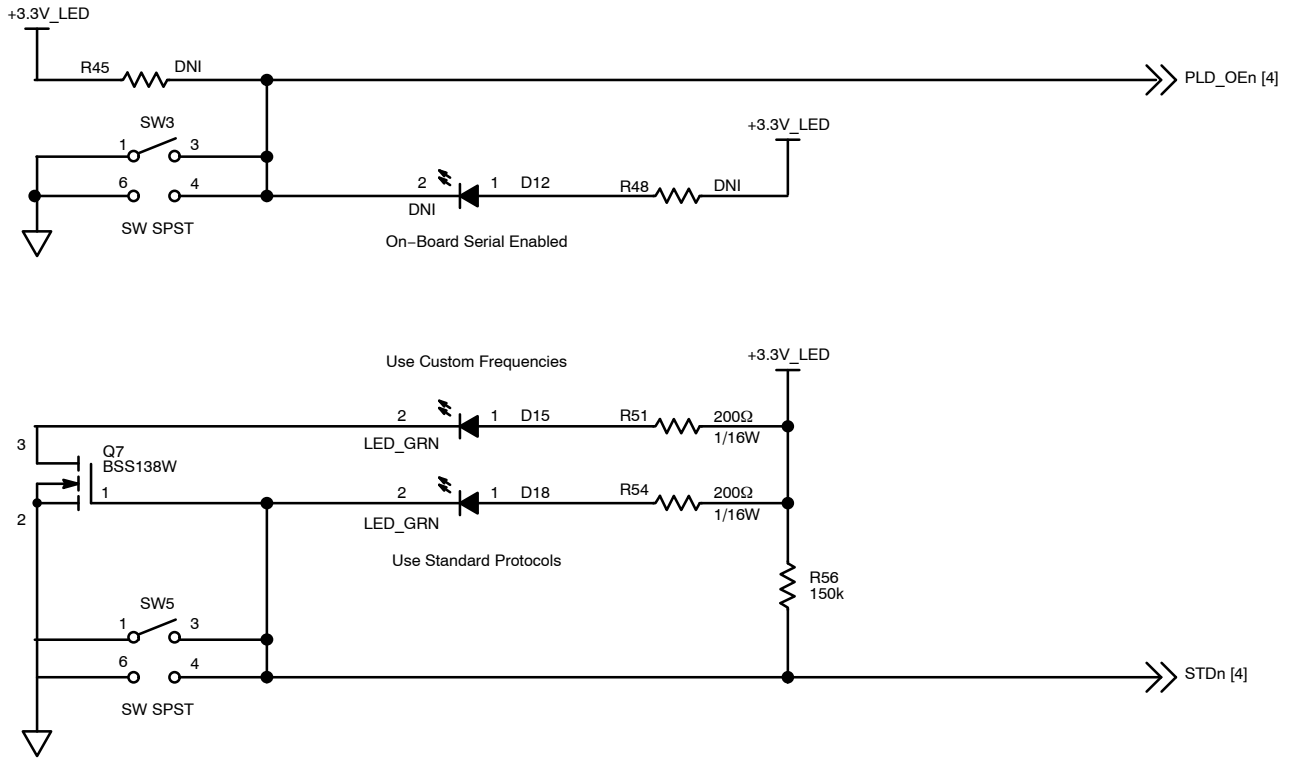 +3.3V_LED
R45
DNI
PLD_OEn [4]
SW3
1
3
6
4
SW SPST
+3.3V_LED
2
1
D12
R48
DNI
DNI
On−Board Serial Enabled
Use Custom Frequencies
+3.3V_LED
3
2
1
D15
R51
200Ω
1/16W
LED_GRN
Q7
BSS138W
1
2
2
1
D18
R54
200Ω
1/16W
LED_GRN
Use Standard Protocols
R56
150k
SW5
1
3
6
4
SW SPST
STDn [4]